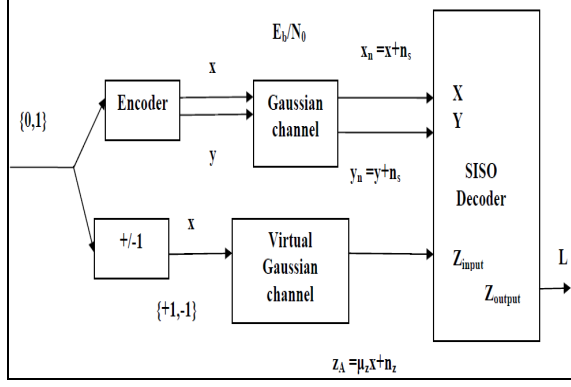 E_b/N_0
x_n =x+n_s
x
{0,1}
Encoder
Gaussian
channel
X
Y
y
y_n =y+n_s
SISO
Decoder
+/-1
x
Virtual
Gaussian
channel
Z_input
L
Z_output
{+1,-1}
z_A =μ_z x+n_z